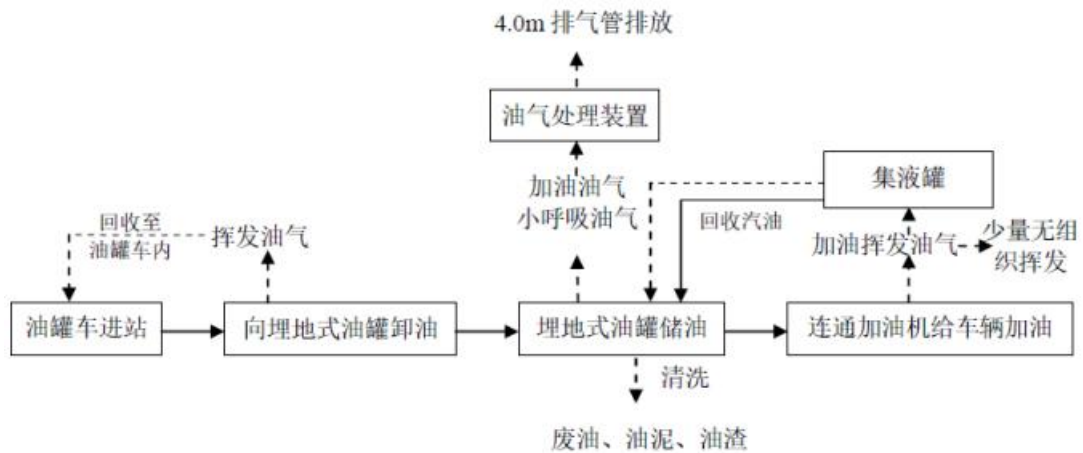 4.0m 排气管排放
油气处理装置
加油油气
小呼吸油气
集液罐
回收汽油
加油挥发油气
少量无组
织挥发
回收至
油罐车内
挥发油气
油罐车进站
向埋地式油罐卸油
埋地式油罐储油
连通加油机给车辆加油
清洗
废油、油泥、油渣